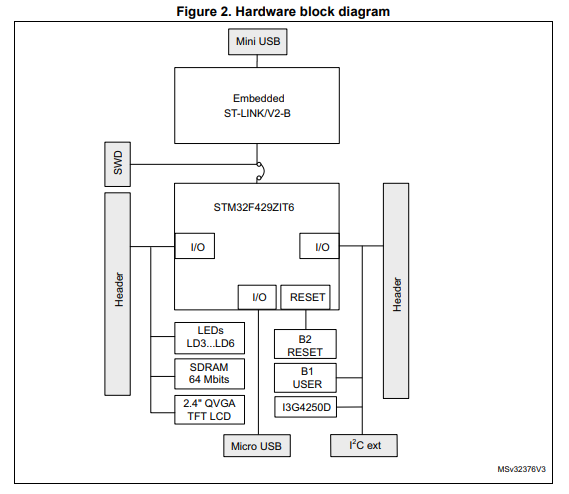 Figure 2. Hardware block diagram
Mini USB
Embedded
ST-LINK/V2-B
SWD
STM32F429ZIT6
I/O
I/O
Header
Header
I/O
RESET
LEDs
LD3...LD6
B2
RESET
SDRAM
64 Mbits
B1
USER
2.4" QVGA
TFT LCD
I3G4250D
Micro USB
I²C ext
MSv32376V3